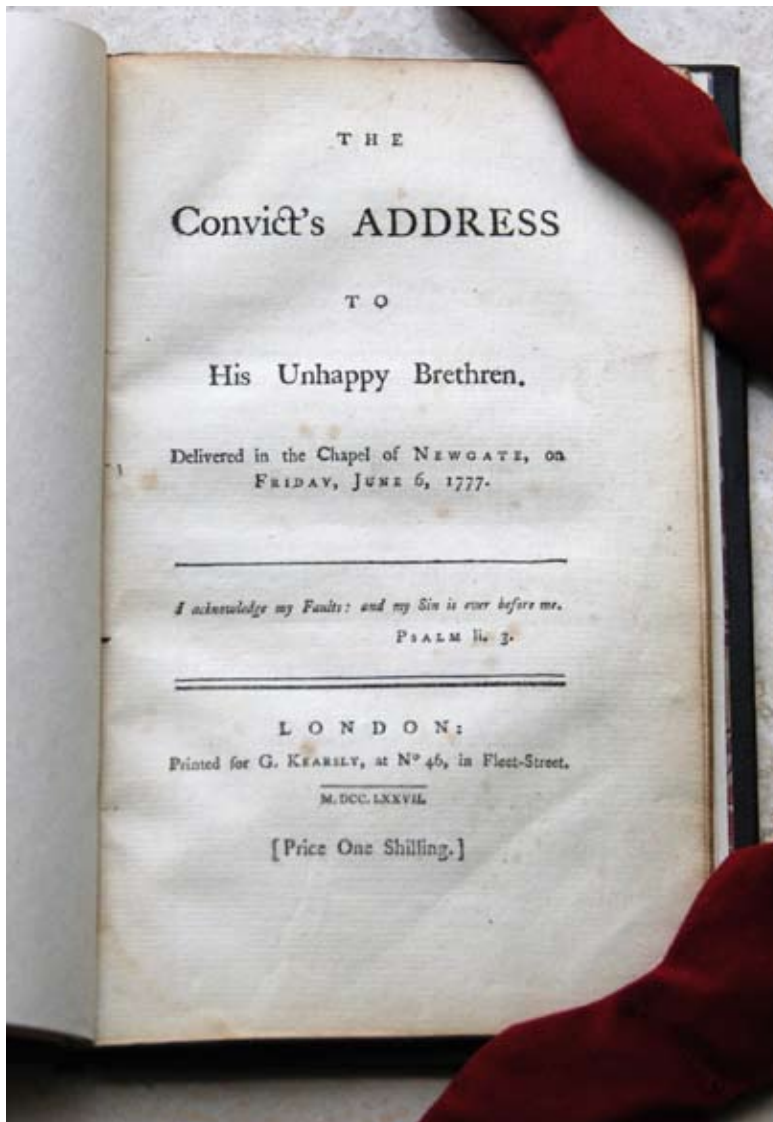 THE
Convict's ADDRESS
TO
His Unhappy Brethren.
Delivered in the Chapel of NEWGATE, on
FRIDAY, JUNE 6, 1777.
I acknowledge my Faults: and my Sin is ever before me.
PSALM li. 3.
LONDON:
Printed for G. KEARSLY, at No 46, in Fleet-Street.
M.DCC.LXXVII.
[Price One Shilling.]